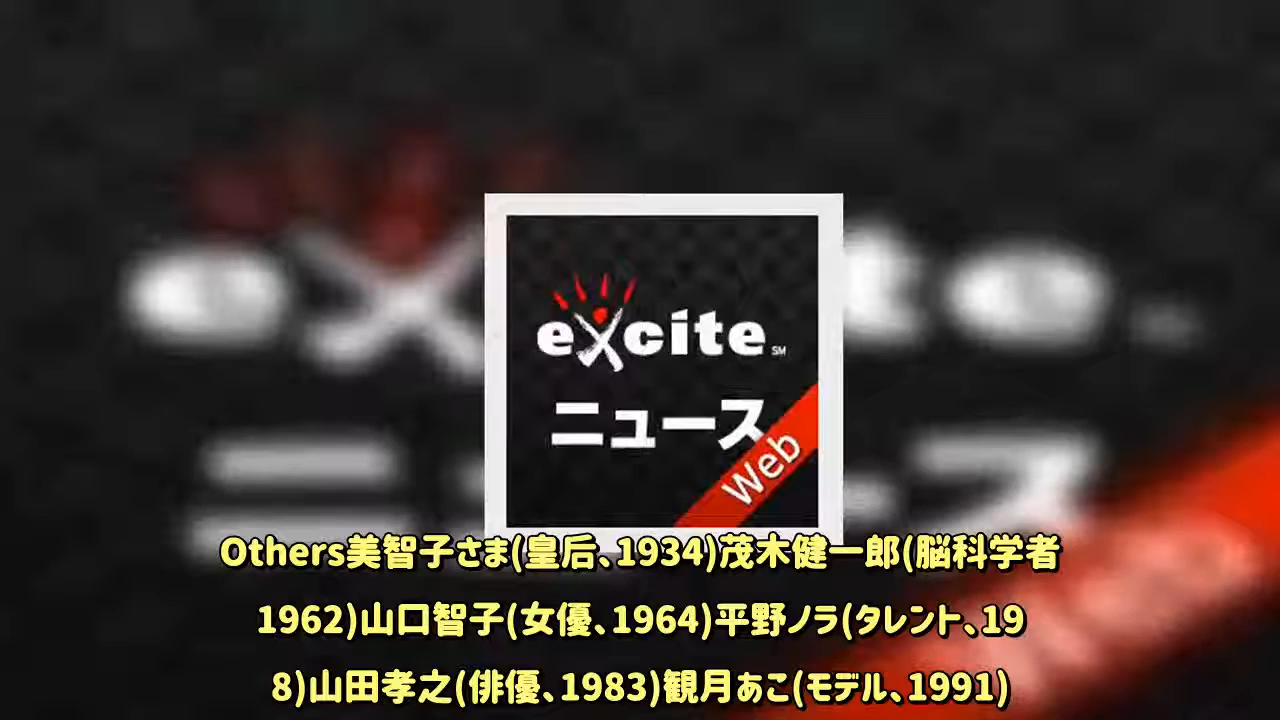 excite SM
ニュース
Web
Others美智子さま(皇后、1934)茂木健一郎(脳科学者
1962)山口智子(女優、1964)平野ノラ(タレント、19
8)山田孝之(俳優、1983)観月あこ(モデル、1991)